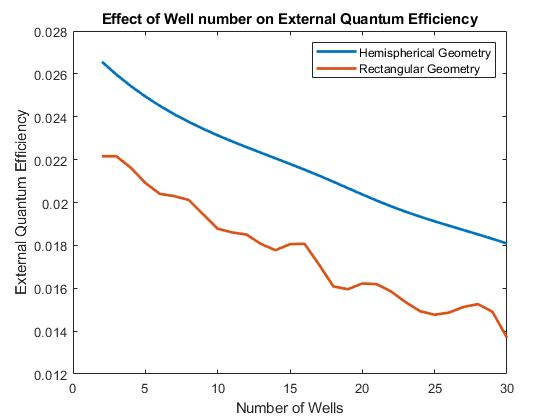 Effect of Well number on External Quantum Efficiency
0.028
0.026
0.024
0.022
0.02
0.018
0.016
0.014
0.012
External Quantum Efficiency
Hemispherical Geometry
Rectangular Geometry
0 5 10 15 20 25 30
Number of Wells